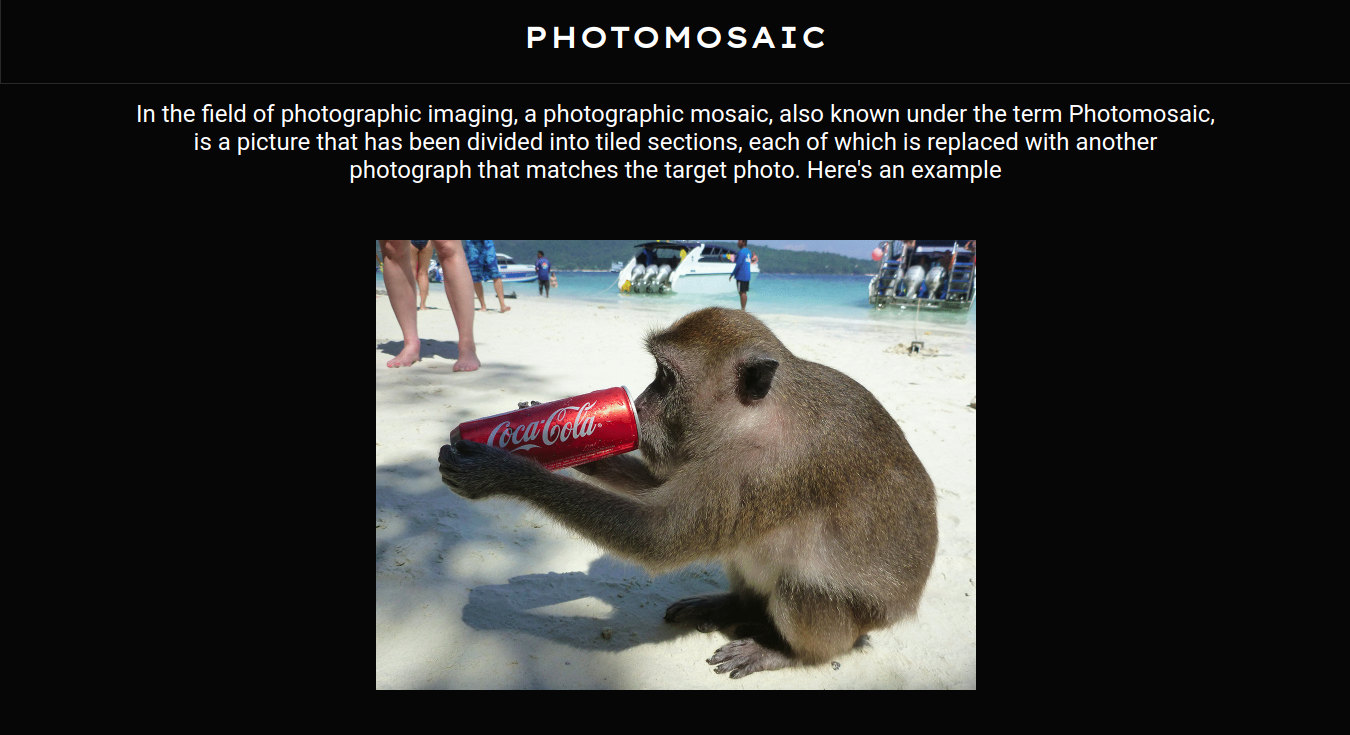 PHOTOMOSAIC
In the field of photographic imaging, a photographic mosaic, also known under the term Photomosaic,
is a picture that has been divided into tiled sections, each of which is replaced with another
photograph that matches the target photo. Here's an example
Coca-Cola